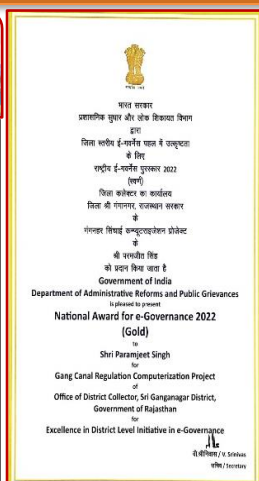 भारत सरकार
प्रशासनिक सुधार और लोक शिकायत विभाग
द्वारा
जिला स्तरीय ई-गवर्नेंस पहल में उत्कृष्टता
के लिए
राष्ट्रीय ई-गवर्नेंस पुरस्कार 2022
(स्वर्ण)
जिला कलेक्टर का कार्यालय
जिला श्री गंगानगर, राजस्थान सरकार
के
गंगनहर सिंचाई कम्प्यूटराइजेशन प्रोजेक्ट
के
श्री परमजीत सिंह
को प्रदान किया जाता है
Government of India
Department of Administrative Reforms and Public Grievances
is pleased to present
National Award for e-Governance 2022
(Gold)
to
Shri Paramjeet Singh
for
Gang Canal Regulation Computerization Project
of
Office of District Collector, Sri Ganganagar District,
Government of Rajasthan
for
Excellence in District Level Initiative in e-Governance
वी.श्रीनिवास / V. Srinivas
सचिव / Secretary